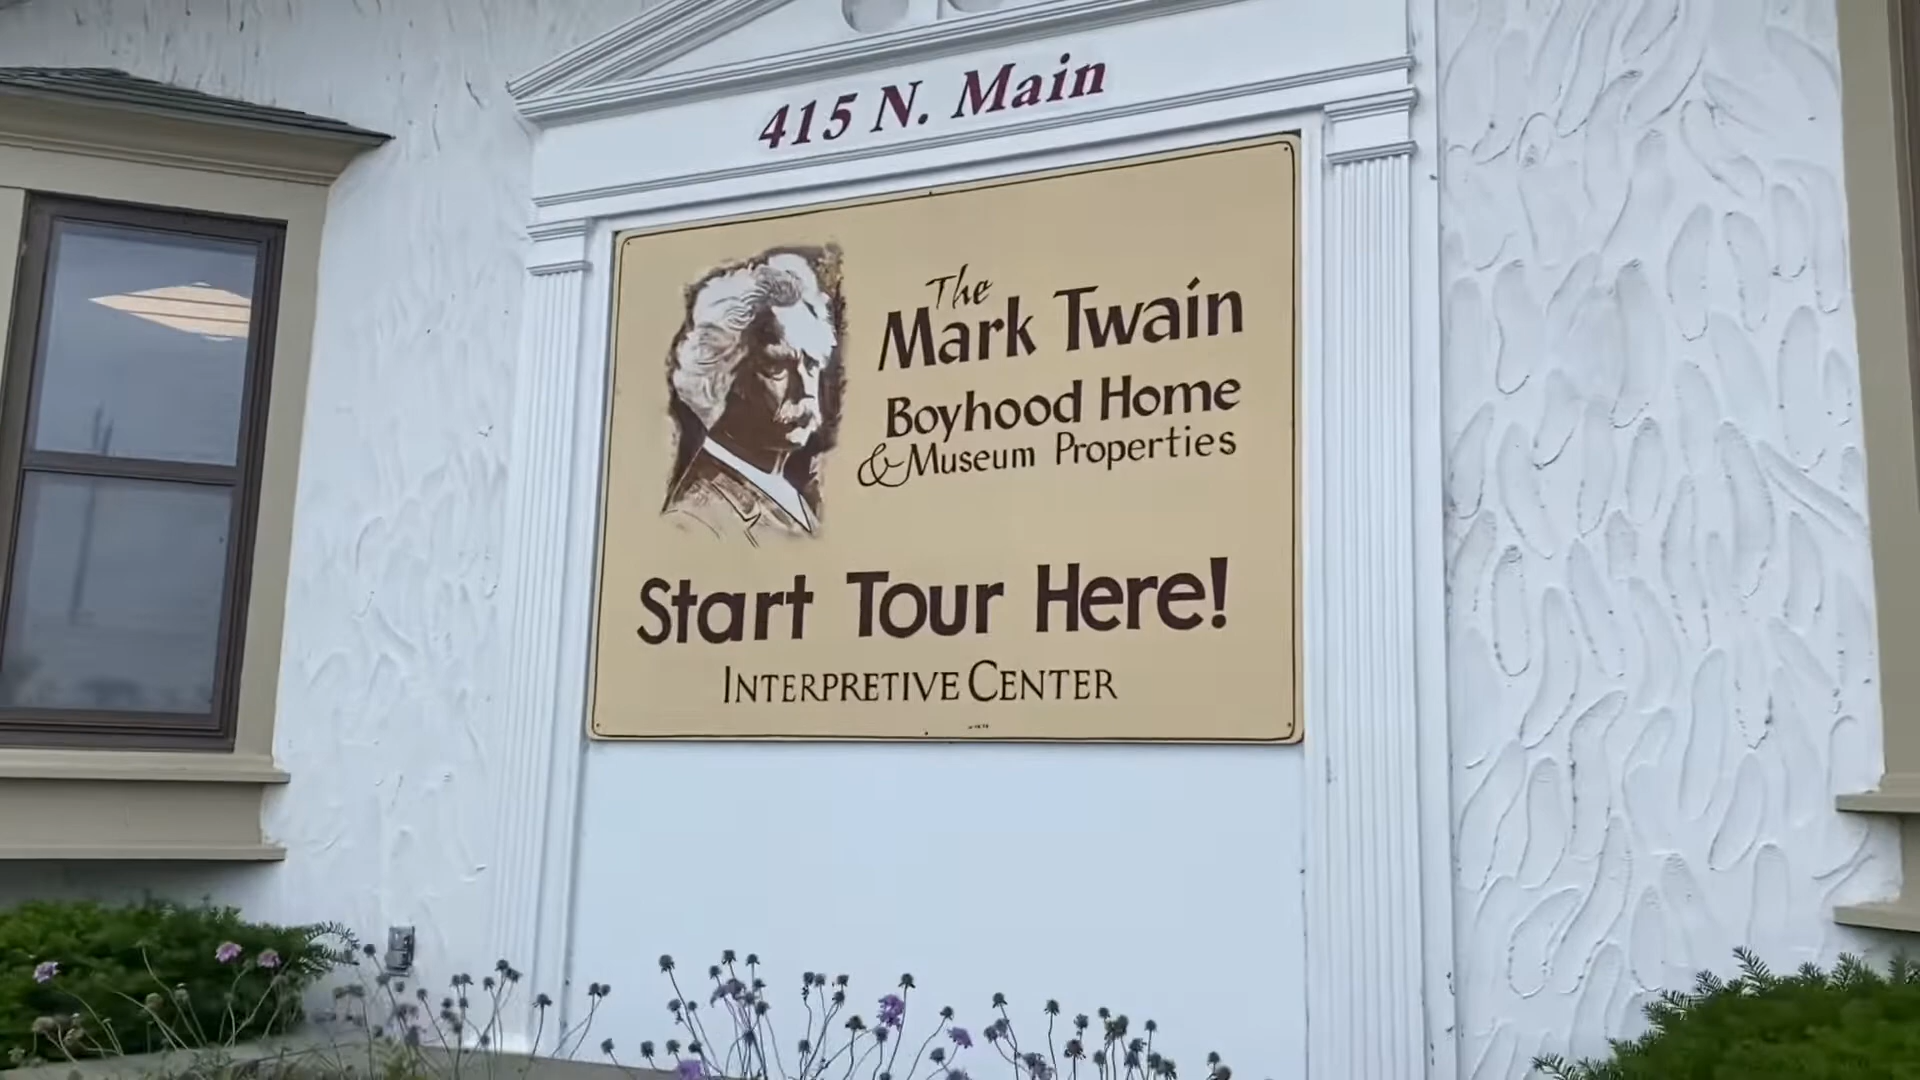 415 N. Main
The
Mark Twain
Boyhood Home
& Museum Properties
Start Tour Here!
INTERPRETIVE CENTER